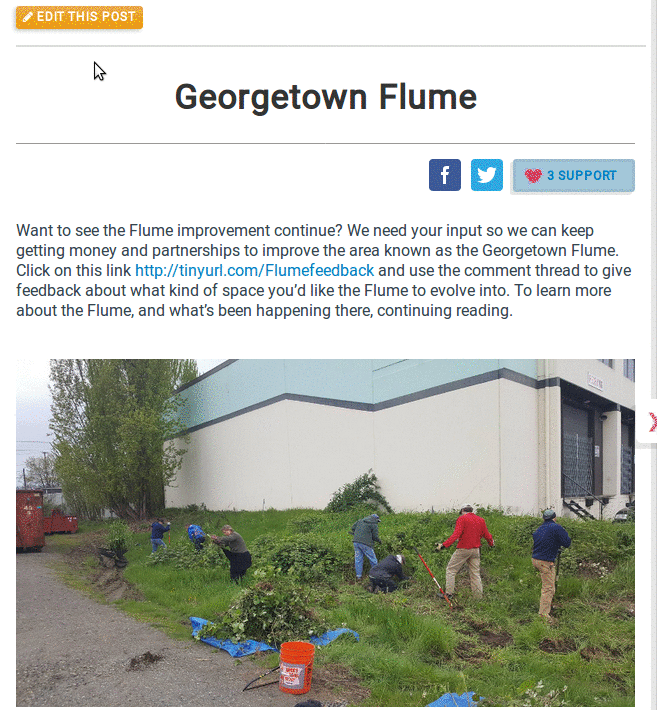 EDIT THIS POST
Georgetown Flume
3 SUPPORT
Want to see the Flume improvement continue? We need your input so we can keep
getting money and partnerships to improve the area known as the Georgetown Flume.
Click on this link http://tinyurl.com/Flumefeedback and use the comment thread to give
feedback about what kind of space you’d like the Flume to evolve into. To learn more
about the Flume, and what’s been happening there, continuing reading.